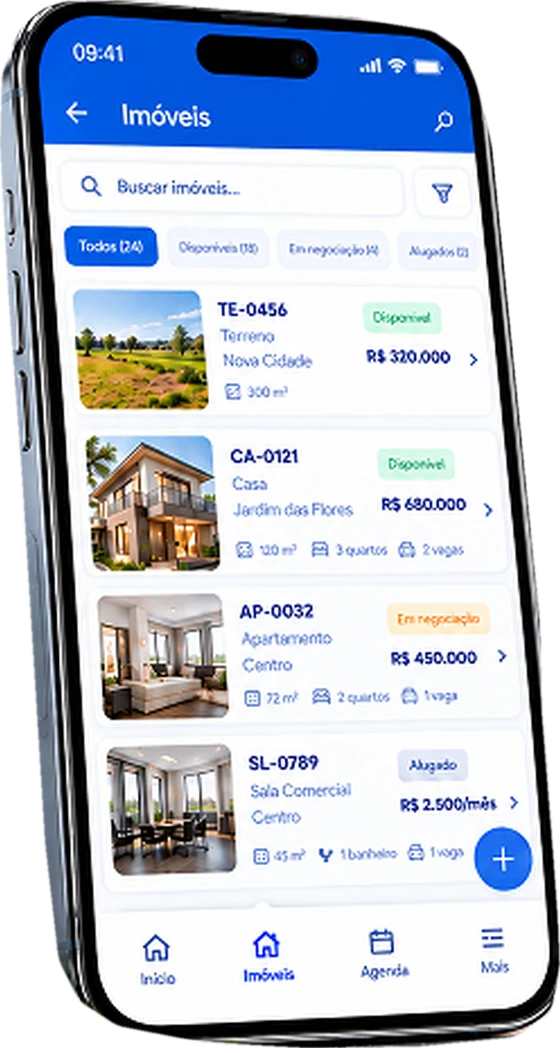 09:41
Imóveis
Buscar imóveis...
Todos (24) Disponíveis (18) Em negociação (4) Alugados (2)
TE-0456
Disponível
Terreno
Nova Cidade
R$ 320.000
300 m²
CA-0121
Disponível
Casa
Jardim das Flores
R$ 680.000
120 m² 3 quartos 2 vagas
AP-0032
Em negociação
Apartamento
Centro
R$ 450.000
72 m² 2 quartos 1 vaga
SL-0789
Alugado
Sala Comercial
Centro
R$ 2.500/mês
45 m² 1 banheiro 1 vaga
Início Imóveis Agenda Mais